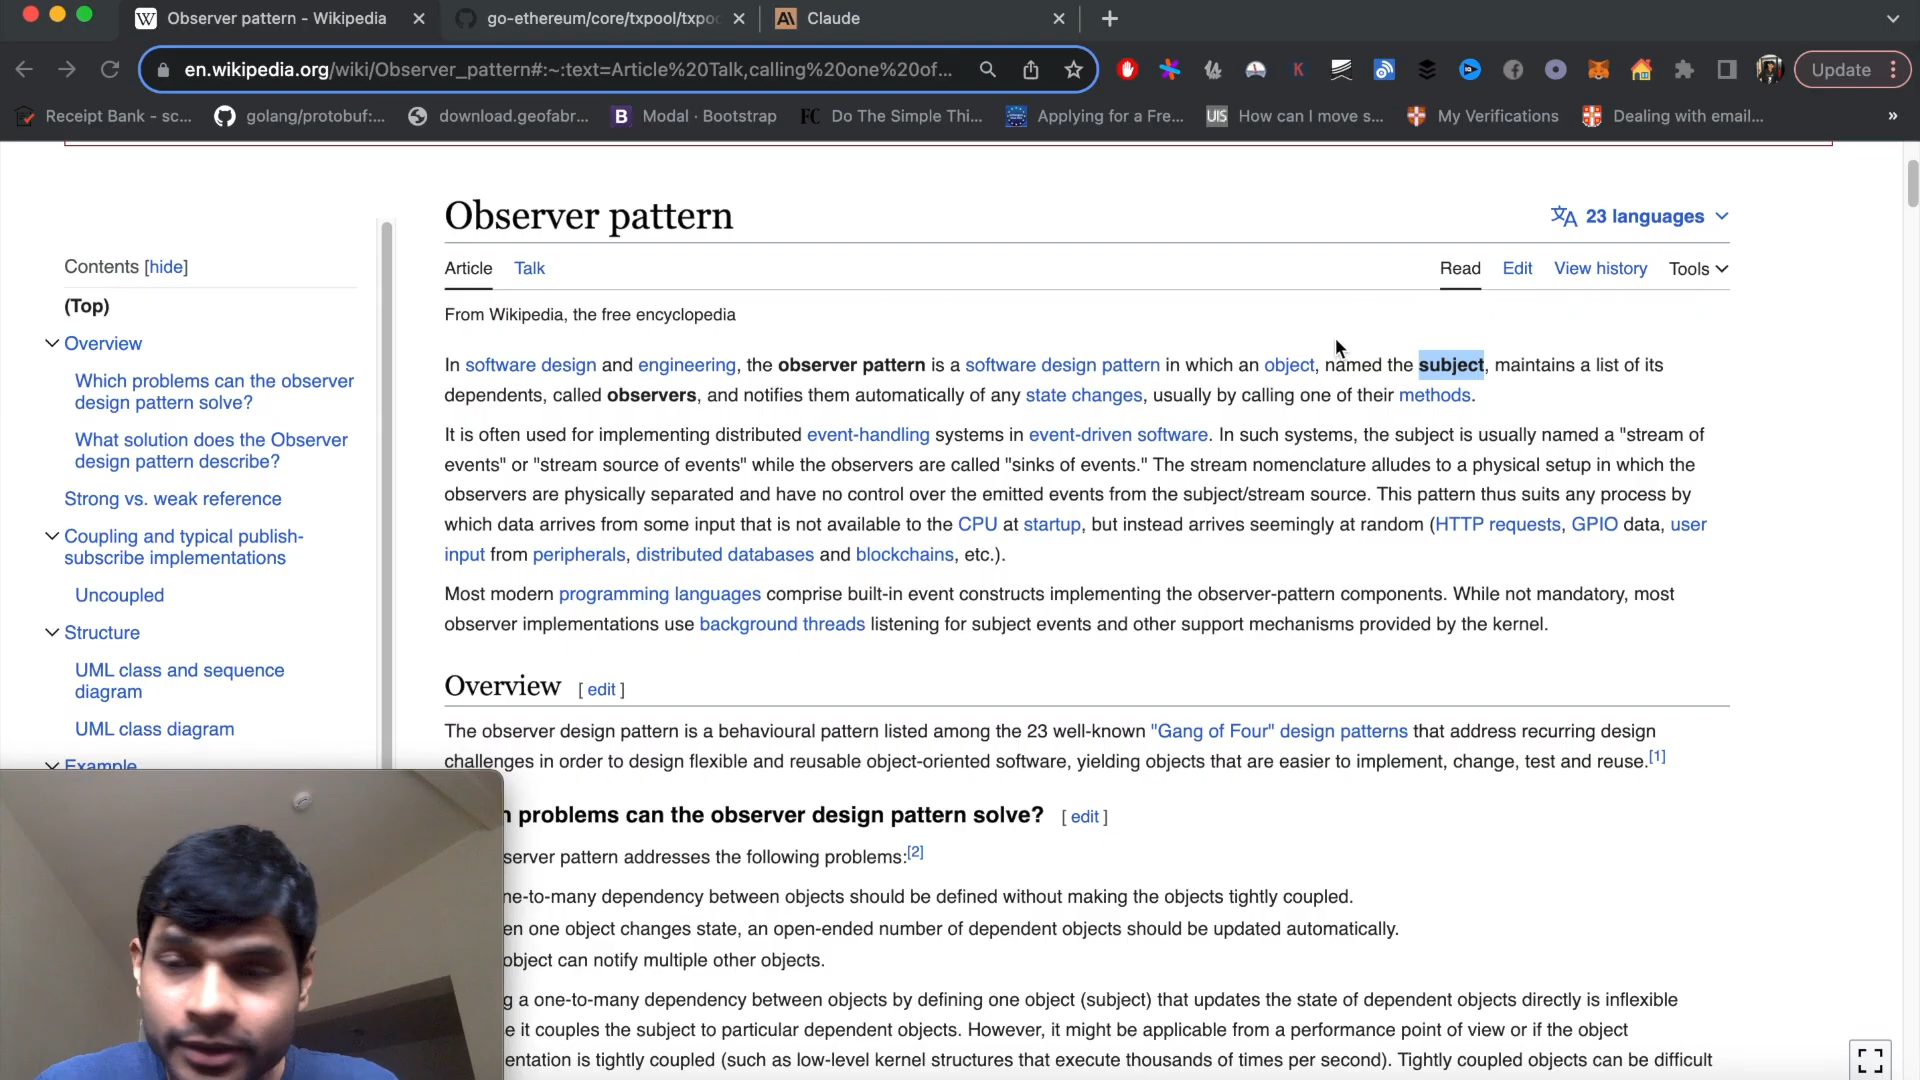 Observer pattern - Wikipedia
go-ethereum/core/txpool/txpo
Claude
en.wikipedia.org/wiki/Observer_pattern#:~:text=Article%20Talk,calling%20one%20of...
Update
Receipt Bank - sc...
golang/protobuf:...
download.geofabr...
Modal · Bootstrap
Do The Simple Thi...
Applying for a Fre...
How can I move s...
My Verifications
Dealing with email...
»
Observer pattern
23 languages
Contents [hide]
Article Talk
Read Edit View history Tools
(Top)
From Wikipedia, the free encyclopedia
Overview
Which problems can the observer
design pattern solve?
What solution does the Observer
design pattern describe?
Strong vs. weak reference
Coupling and typical publish-
subscribe implementations
Uncoupled
Structure
UML class and sequence
diagram
UML class diagram
Example
In software design and engineering, the observer pattern is a software design pattern in which an object, named the subject, maintains a list of its
dependents, called observers, and notifies them automatically of any state changes, usually by calling one of their methods.
It is often used for implementing distributed event-handling systems in event-driven software. In such systems, the subject is usually named a "stream of
events" or "stream source of events" while the observers are called "sinks of events." The stream nomenclature alludes to a physical setup in which the
observers are physically separated and have no control over the emitted events from the subject/stream source. This pattern thus suits any process by
which data arrives from some input that is not available to the CPU at startup, but instead arrives seemingly at random (HTTP requests, GPIO data, user
input from peripherals, distributed databases and blockchains, etc.).
Most modern programming languages comprise built-in event constructs implementing the observer-pattern components. While not mandatory, most
observer implementations use background threads listening for subject events and other support mechanisms provided by the kernel.
Overview [ edit ]
The observer design pattern is a behavioural pattern listed among the 23 well-known "Gang of Four" design patterns that address recurring design
challenges in order to design flexible and reusable object-oriented software, yielding objects that are easier to implement, change, test and reuse.[1]
problems can the observer design pattern solve? [ edit ]
server pattern addresses the following problems:[2]
ne-to-many dependency between objects should be defined without making the objects tightly coupled.
en one object changes state, an open-ended number of dependent objects should be updated automatically.
object can notify multiple other objects.
g a one-to-many dependency between objects by defining one object (subject) that updates the state of dependent objects directly is inflexible
e it couples the subject to particular dependent objects. However, it might be applicable from a performance point of view or if the object
entation is tightly coupled (such as low-level kernel structures that execute thousands of times per second). Tightly coupled objects can be difficult